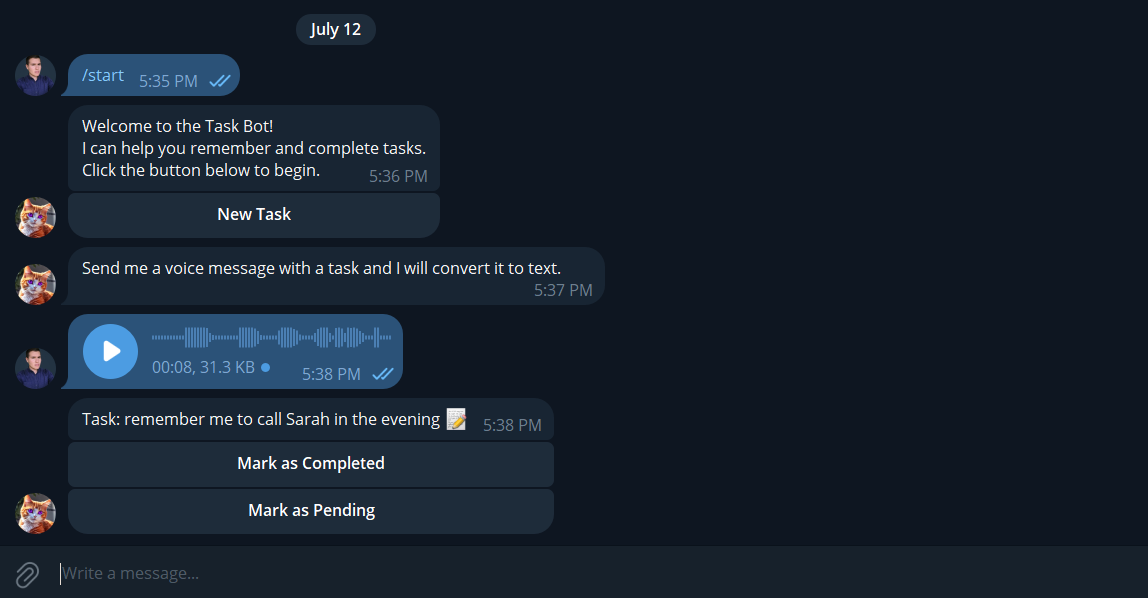 July 12
/start 5:35 PM
Welcome to the Task Bot!
I can help you remember and complete tasks.
Click the button below to begin. 5:36 PM
New Task
Send me a voice message with a task and I will convert it to text.
5:37 PM
00:08, 31.3 KB 5:38 PM
Task: remember me to call Sarah in the evening 📝 5:38 PM
Mark as Completed
Mark as Pending
Write a message...